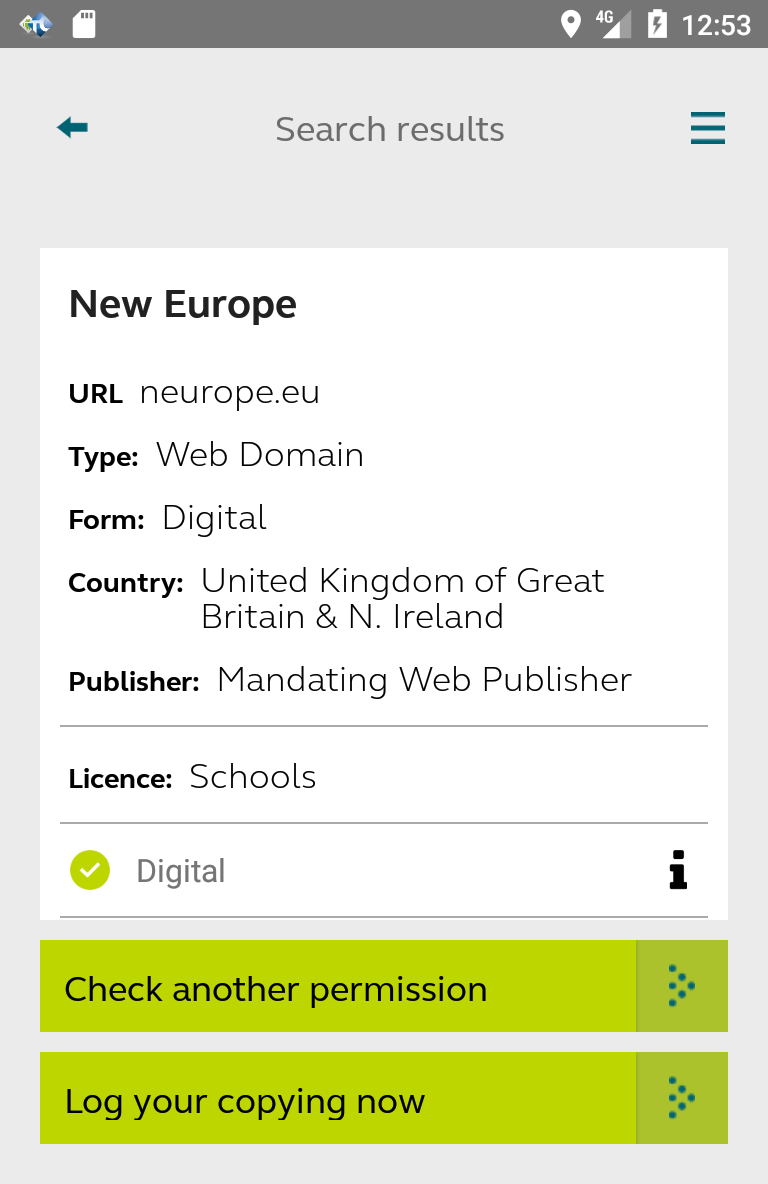 4G 12:53
Search results
New Europe
URL neurope.eu
Type: Web Domain
Form: Digital
Country: United Kingdom of Great
Britain & N. Ireland
Publisher: Mandating Web Publisher
Licence: Schools
Digital
Check another permission
Log your copying now